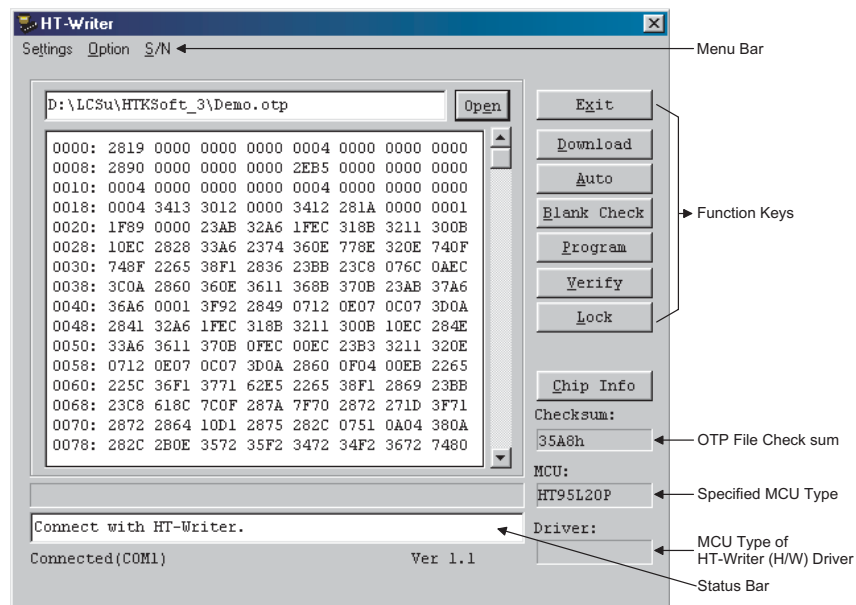 HT-Writer
Settings Option S/N
Menu Bar
D:\LCSu\HTKSoft_3\Demo.otp
Open
Exit
0000: 2819 0000 0000 0000 0004 0000 0000 0000
0008: 2890 0000 0000 0000 2EB5 0000 0000 0000
0010: 0004 0000 0000 0000 0004 0000 0000 0000
0018: 0004 3413 3012 0000 3412 281A 0000 0001
0020: 1F89 0000 23AB 32A6 1FEC 318B 3211 300B
0028: 10EC 2828 33A6 2374 360E 778E 320E 740F
0030: 748F 2265 38F1 2836 23BB 23C8 076C 0AEC
0038: 3C0A 2860 360E 3611 368B 370B 23AB 37A6
0040: 36A6 0001 3F92 2849 0712 0E07 0C07 3D0A
0048: 2841 32A6 1FEC 318B 3211 300B 10EC 284E
0050: 33A6 3611 370B 0FEC 00EC 23B3 3211 320E
0058: 0712 0E07 0C07 3D0A 2860 0F04 00EB 2265
0060: 225C 36F1 3771 62E5 2265 38F1 2869 23BB
0068: 23C8 618C 7C0F 287A 7F70 2872 271D 3F71
0070: 2872 2864 10D1 2875 282C 0751 0A04 380A
0078: 282C 2B0E 3572 35F2 3472 34F2 3672 7480
Download
Auto
Blank Check
Function Keys
Program
Verify
Lock
Chip Info
Checksum:
35A8h
OTP File Check sum
MCU:
HT95L20P
Specified MCU Type
Connect with HT-Writer.
Driver:
MCU Type of
HT-Writer (H/W) Driver
Connected(COM1)
Ver 1.1
Status Bar